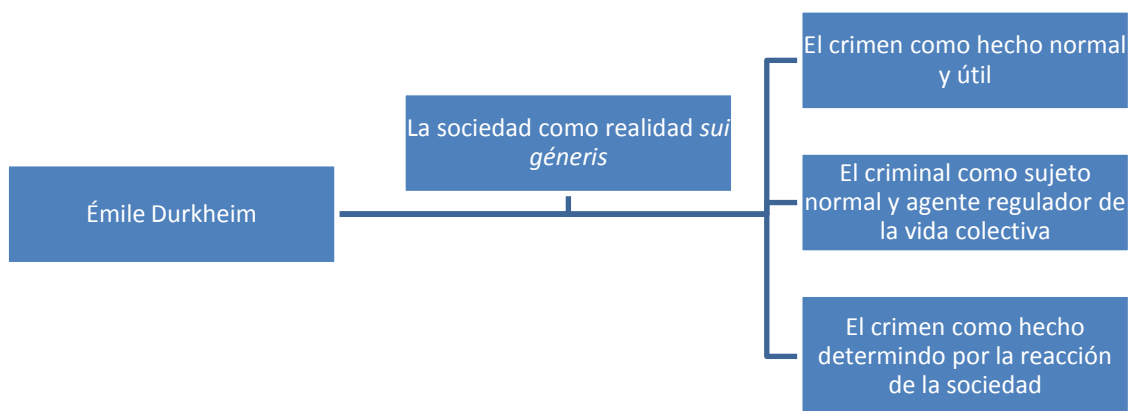 Émile Durkheim
La sociedad como realidad sui
géneris
El crimen como hecho normal
y útil
El criminal como sujeto
normal y agente regulador de
la vida colectiva
El crimen como hecho
determindo por la reacción
de la sociedad